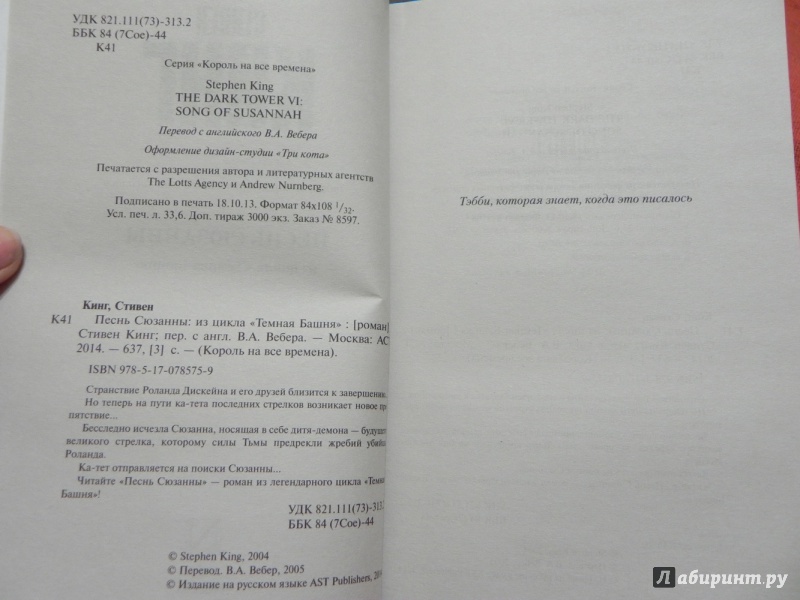 УДК 821.111(73)-313.2
ББК 84 (7Сое)-44
К41
Серия «Король на все времена»
Stephen King
THE DARK TOWER VI:
SONG OF SUSANNAH
Перевод с английского В.А. Вебера
Оформление дизайн-студии «Три кота»
Печатается с разрешения автора и литературных агентств
The Lotts Agency и Andrew Nurnberg.
Подписано в печать 18.10.13. Формат 84x108 1/32.
Усл. печ. л. 33,6. Доп. тираж 3000 экз. Заказ № 8597.
Кинг, Стивен
К41 Песнь Сюзанны: из цикла «Темная Башня» : [роман]
Стивен Кинг; пер. с англ. В.А. Вебера. — Москва: АС
2014. — 637, [3] с. — (Король на все времена).
ISBN 978-5-17-078575-9
Странствие Роланда Дискейна и его друзей близится к завершению.
Но теперь на пути ка-тета последних стрелков возникает новое пр
пятствие...
Бесследно исчезла Сюзанна, носящая в себе дитя-демона — будуще
великого стрелка, которому силы Тьмы предрекли жребий убийц
Роланда.
Ка-тет отправляется на поиски Сюзанны...
Читайте «Песнь Сюзанны» — роман из легендарного цикла «Темна
Башня»!
УДК 821.111(73)-313.2
ББК 84 (7Сое)-44
© Stephen King, 2004
© Перевод. В.А. Вебер, 2005
© Издание на русском языке AST Publishers, 2014
Тэбби, которая знает, когда это писалось
Лабиринт.ру